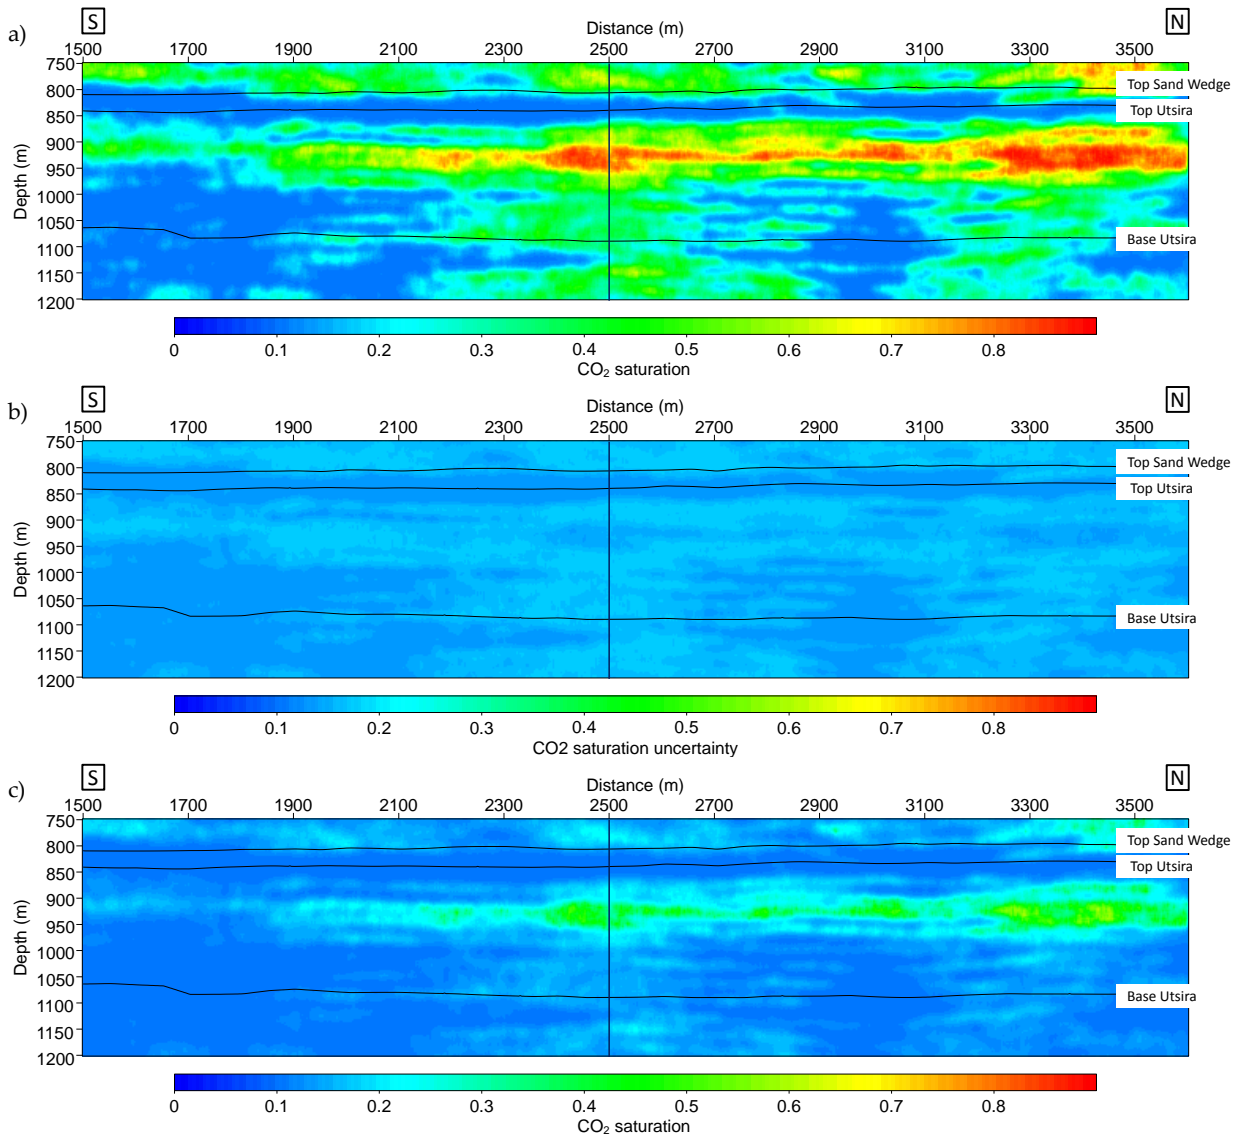 a)
S
N
Distance (m)
1500 1700 1900 2100 2300 2500 2700 2900 3100 3300 3500
Depth (m)
750
800
850
900
950
1000
1050
1100
1150
1200
Top Sand Wedge
Top Utsira
Base Utsira
0 0.1 0.2 0.3 0.4 0.5 0.6 0.7 0.8
CO₂ saturation
b)
S
N
Distance (m)
1500 1700 1900 2100 2300 2500 2700 2900 3100 3300 3500
Depth (m)
750
800
850
900
950
1000
1050
1100
1150
1200
Top Sand Wedge
Top Utsira
Base Utsira
0 0.1 0.2 0.3 0.4 0.5 0.6 0.7 0.8
CO2 saturation uncertainty
c)
S
N
Distance (m)
1500 1700 1900 2100 2300 2500 2700 2900 3100 3300 3500
Depth (m)
750
800
850
900
950
1000
1050
1100
1150
1200
Top Sand Wedge
Top Utsira
Base Utsira
0 0.1 0.2 0.3 0.4 0.5 0.6 0.7 0.8
CO₂ saturation